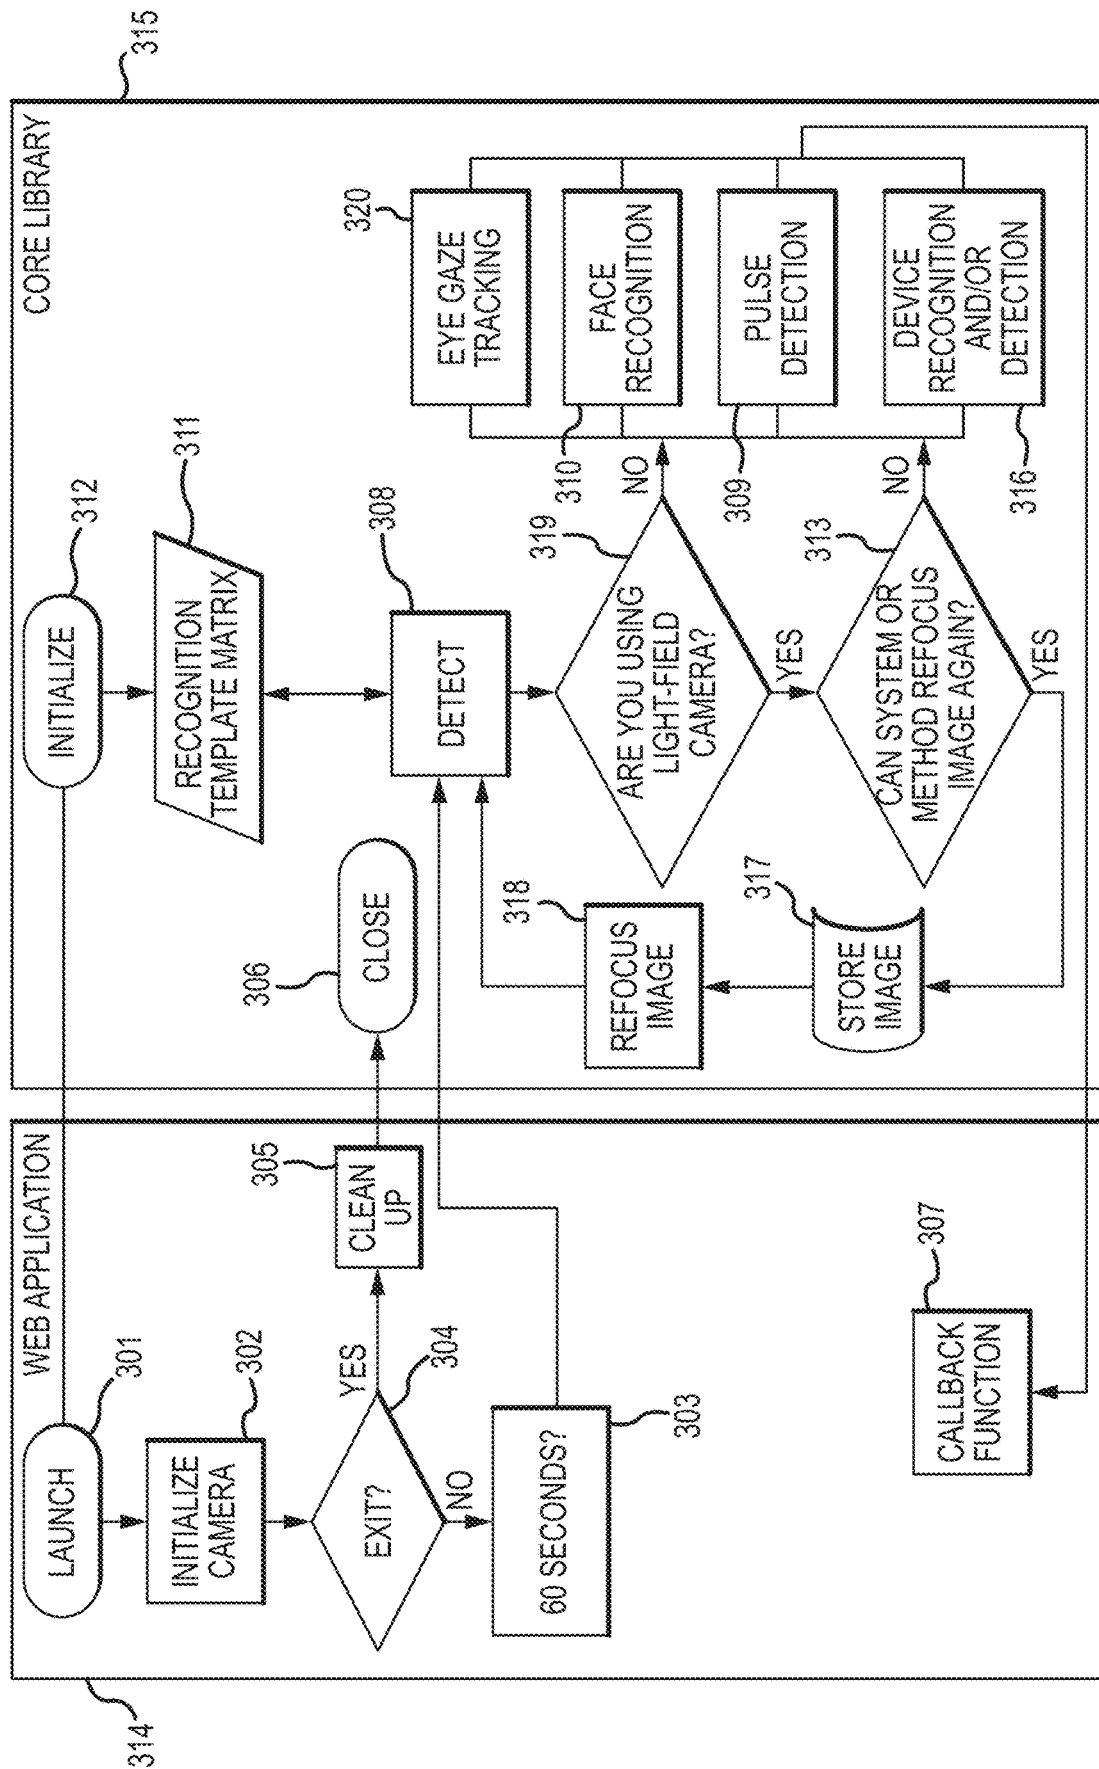 WEB APPLICATION
LAUNCH
301
INITIALIZE
CAMERA
302
EXIT?
304
YES
NO
60 SECONDS?
303
CLEAN
UP
305
CALLBACK
FUNCTION
307
314
CORE LIBRARY
315
INITIALIZE
312
RECOGNITION
TEMPLATE MATRIX
311
CLOSE
306
DETECT
308
ARE YOU USING
LIGHT-FIELD
CAMERA?
319
NO
YES
CAN SYSTEM OR
METHOD REFOCUS
IMAGE AGAIN?
313
NO
YES
STORE
IMAGE
317
REFOCUS
IMAGE
318
EYE GAZE
TRACKING
320
FACE
RECOGNITION
310
PULSE
DETECTION
309
DEVICE
RECOGNITION
AND/OR
DETECTION
316